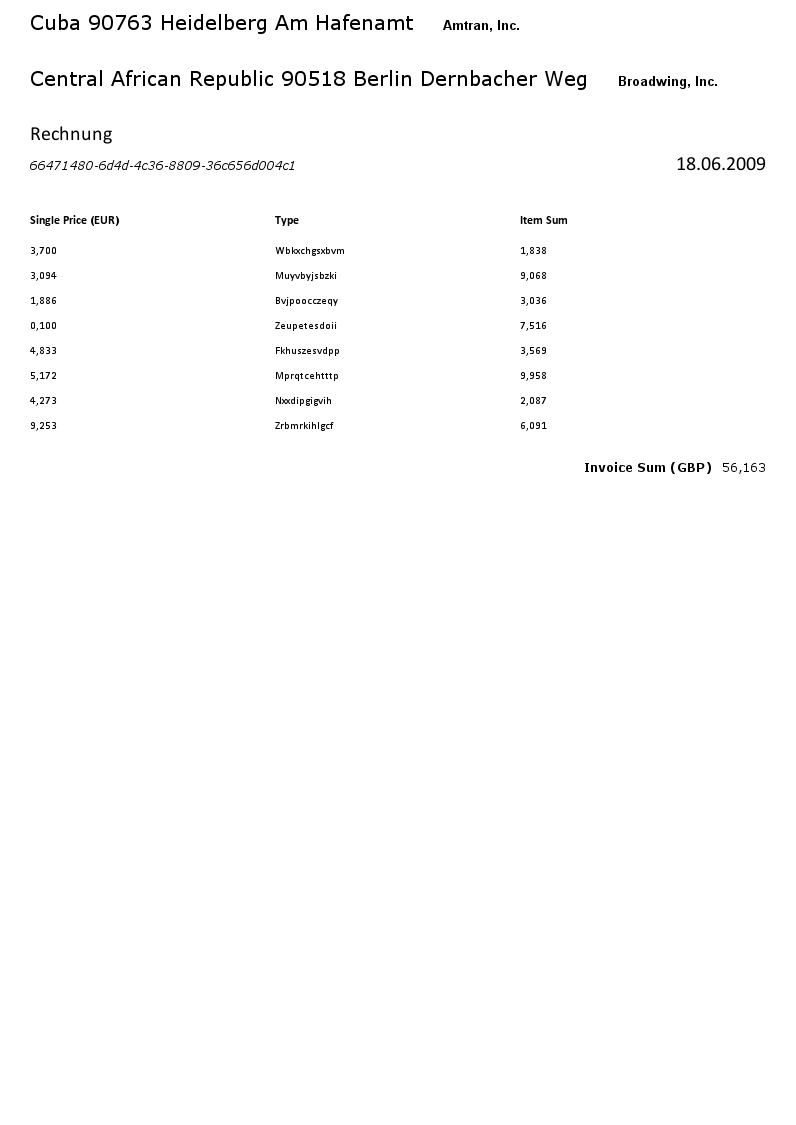 Cuba 90763 Heidelberg Am Hafenamt Amtran, Inc.
Central African Republic 90518 Berlin Dernbacher Weg Broadwing, Inc.
Rechnung
66471480-6d4d-4c36-8809-36c656d004c1 18.06.2009
Single Price (EUR) Type Item Sum
3,700 Wbkxchgsxbvm 1,838
3,094 Muyvbyjsbzki 9,068
1,886 Bvjpoocczeqy 3,036
0,100 Zeupetesdoii 7,516
4,833 Fkhuszesvdpp 3,569
5,172 Mprqtcehtttp 9,958
4,273 Nxxdipgigvih 2,087
9,253 Zrbmrkihlgcf 6,091
Invoice Sum (GBP) 56,163